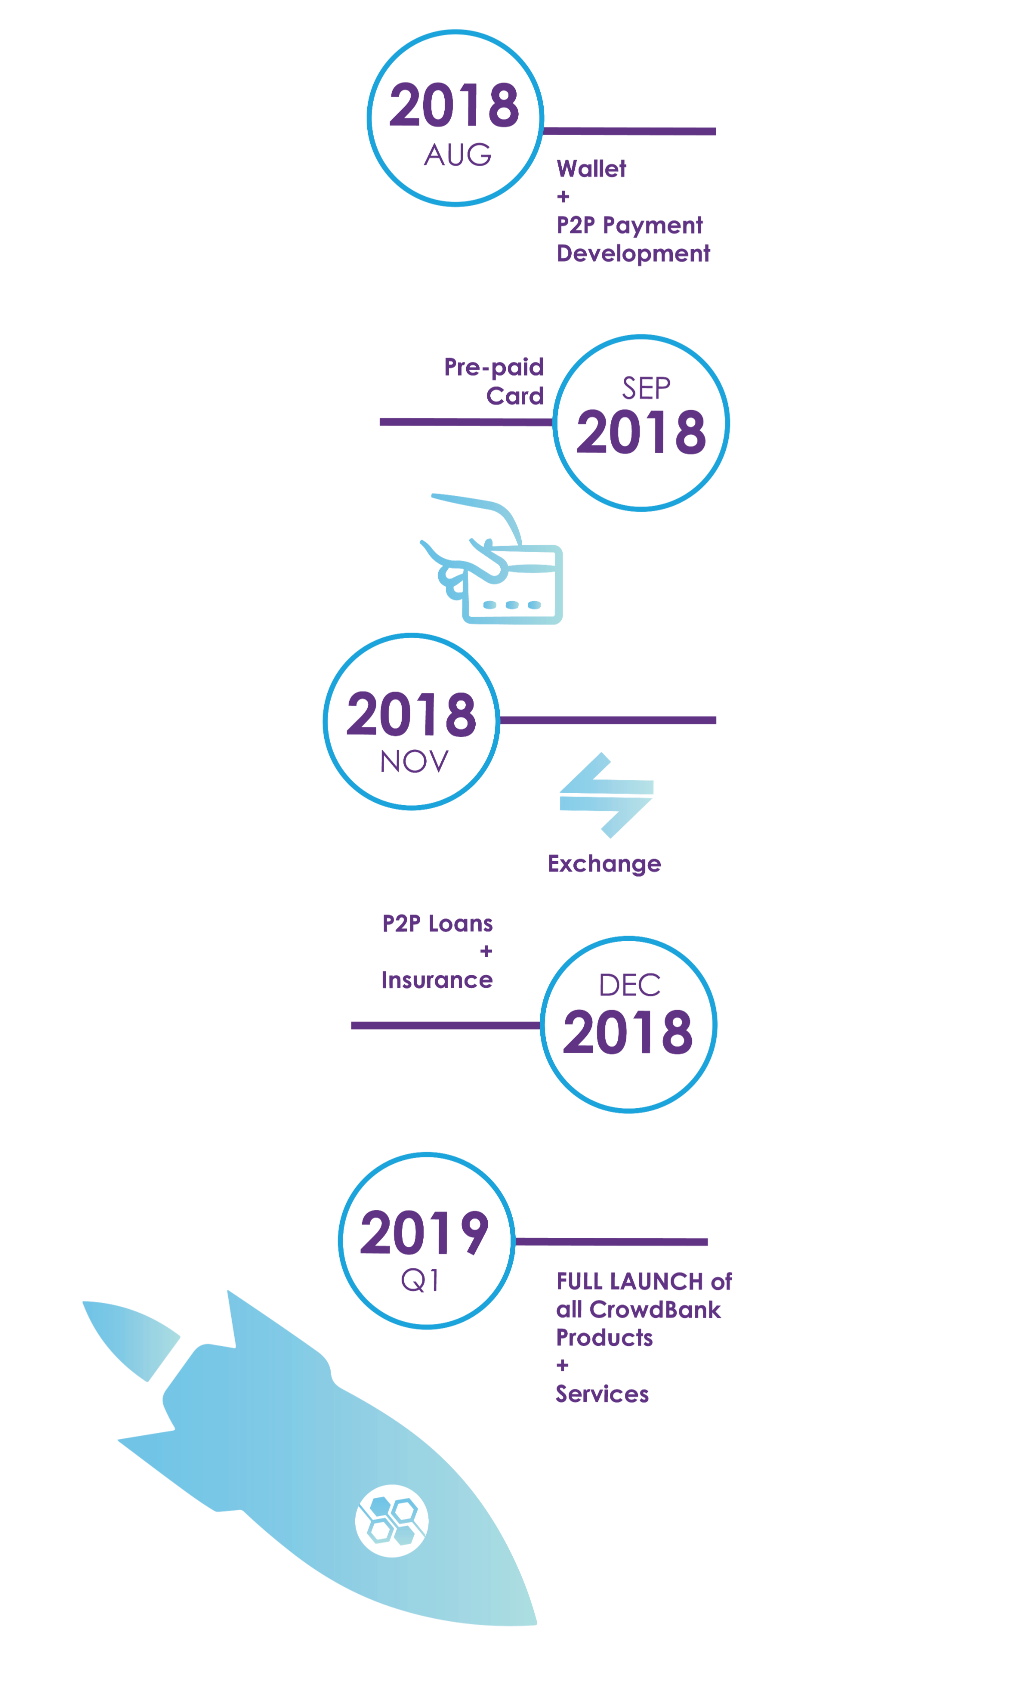 2018
AUG
Wallet
+
P2P Payment
Development
Pre-paid
Card
SEP
2018
2018
NOV
Exchange
P2P Loans
+
Insurance
DEC
2018
2019
Q1
FULL LAUNCH of
all CrowdBank
Products
+
Services